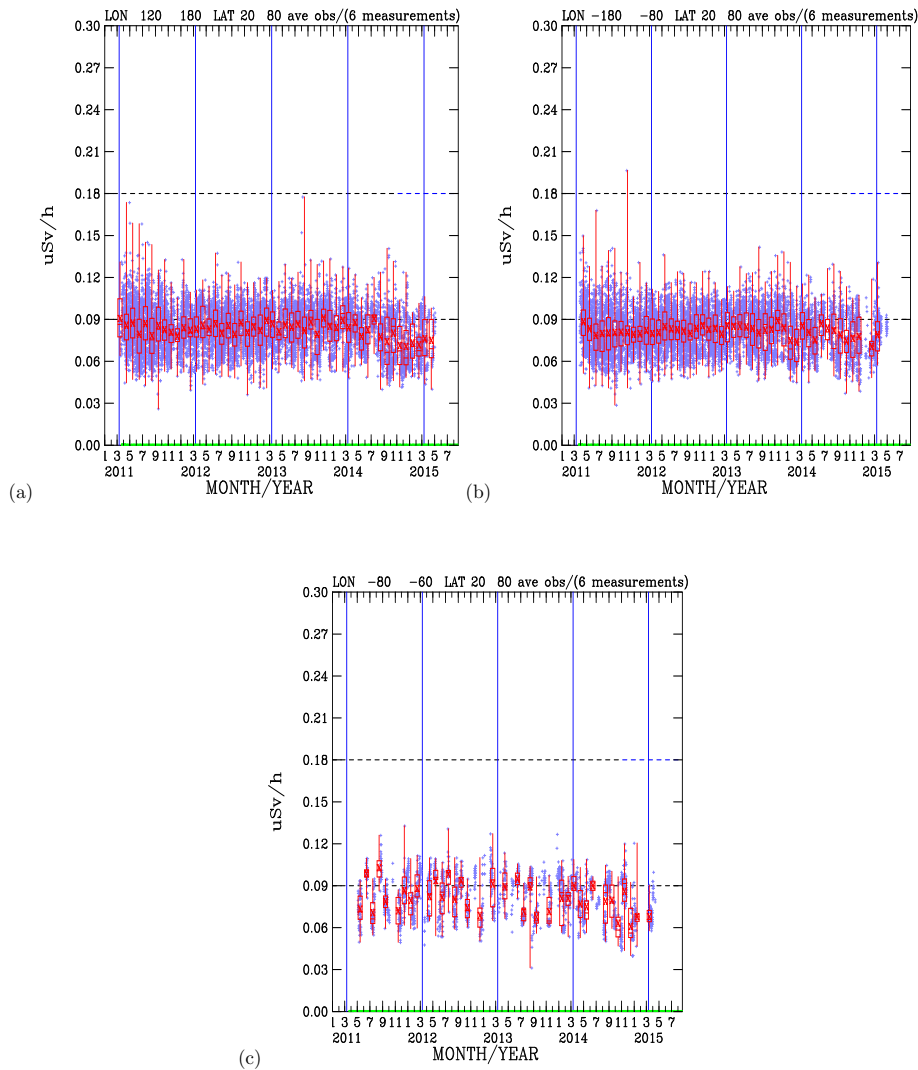 LON 120 180 LAT 20 80 ave obs/(6 measurements)
0.30
0.27
0.24
0.21
0.18
0.15
0.12
0.09
0.06
0.03
0.00
uSv/h
1 3 5 7 9 11 1 3 5 7 9 11 1 3 5 7 9 11 1 3 5 7 9 11 1 3 5 7
2011 2012 2013 2014 2015
MONTH/YEAR
(a)
LON -180 -80 LAT 20 80 ave obs/(6 measurements)
0.30
0.27
0.24
0.21
0.18
0.15
0.12
0.09
0.06
0.03
0.00
uSv/h
1 3 5 7 9 11 1 3 5 7 9 11 1 3 5 7 9 11 1 3 5 7 9 11 1 3 5 7
2011 2012 2013 2014 2015
MONTH/YEAR
(b)
LON -80 -60 LAT 20 80 ave obs/(6 measurements)
0.30
0.27
0.24
0.21
0.18
0.15
0.12
0.09
0.06
0.03
0.00
uSv/h
1 3 5 7 9 11 1 3 5 7 9 11 1 3 5 7 9 11 1 3 5 7 9 11 1 3 5 7
2011 2012 2013 2014 2015
MONTH/YEAR
(c)